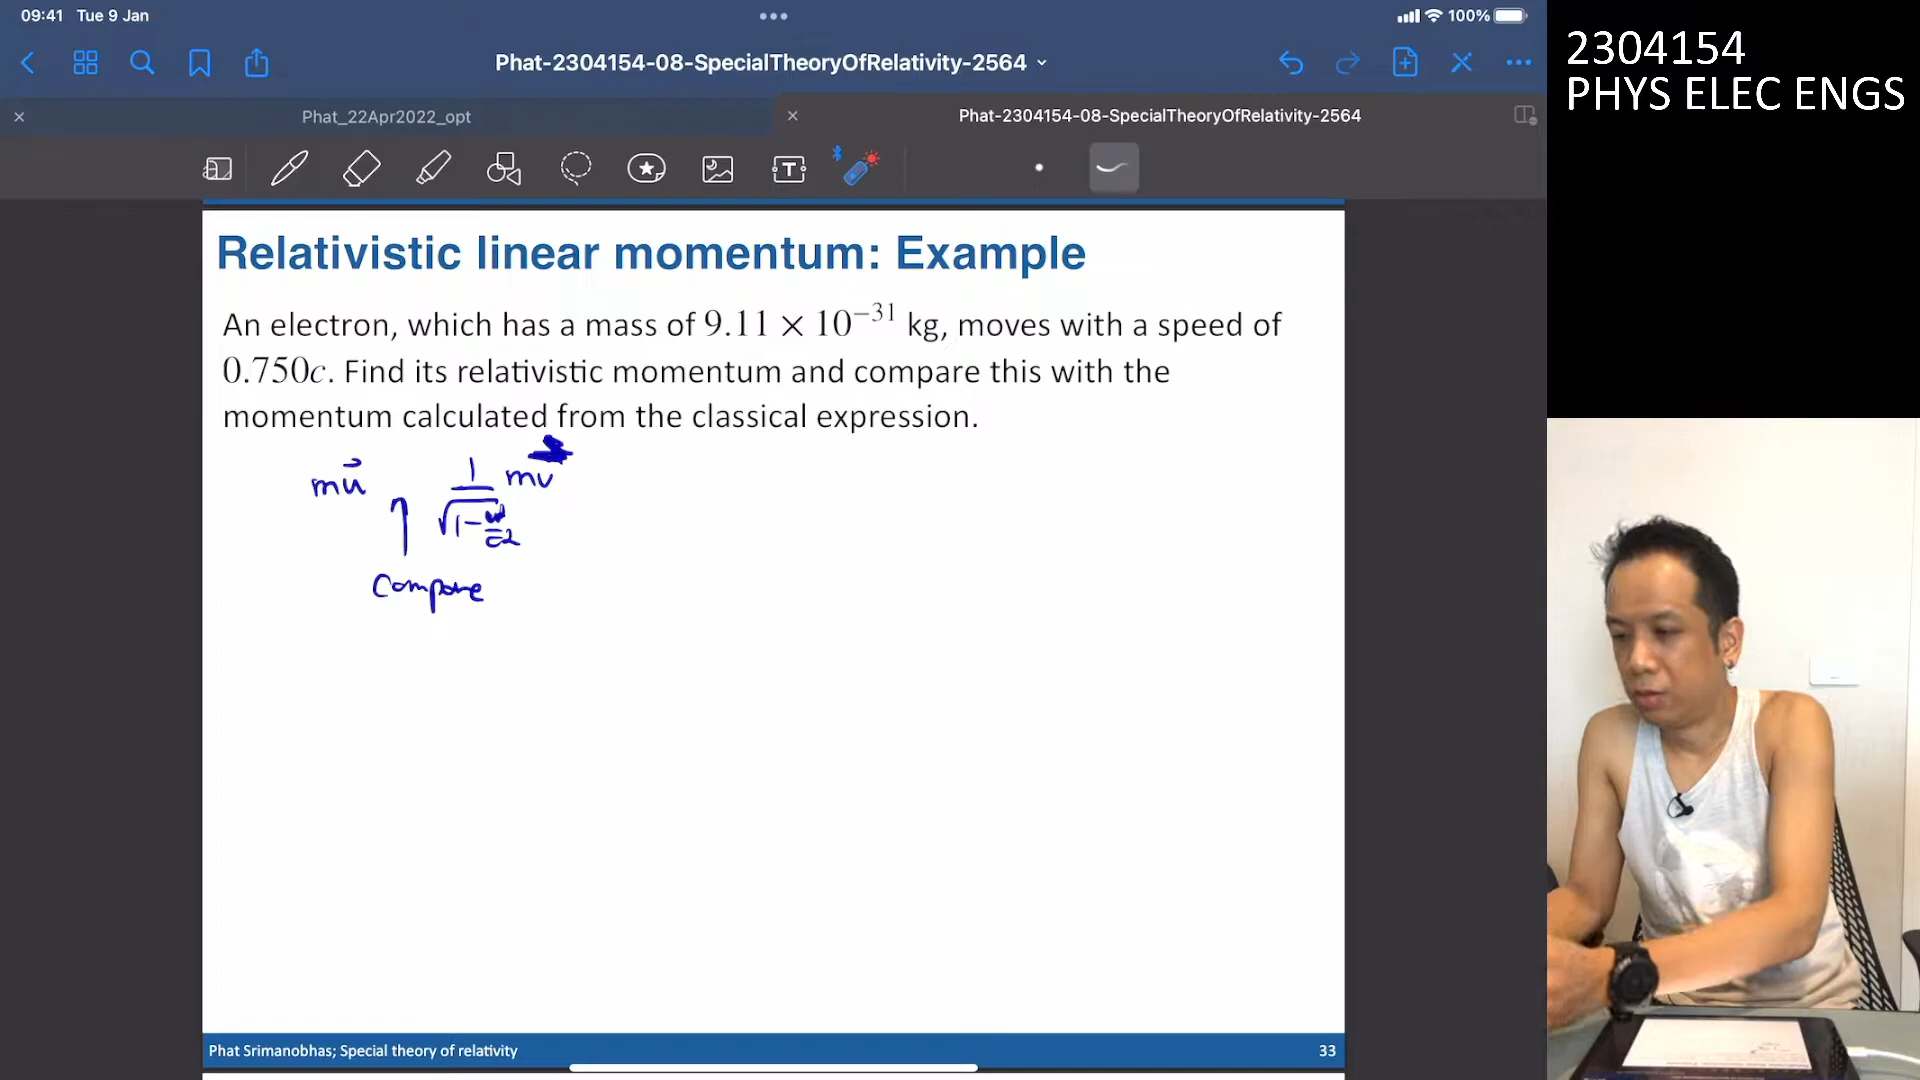 09:41 Tue 9 Jan
100%
Phat-2304154-08-SpecialTheoryOfRelativity-2564
Phat_22Apr2022_opt
Phat-2304154-08-SpecialTheoryOfRelativity-2564
2304154
PHYS ELEC ENGS
Relativistic linear momentum: Example
An electron, which has a mass of 9.11 × 10⁻³¹ kg, moves with a speed of
0.750c. Find its relativistic momentum and compare this with the
momentum calculated from the classical expression.
mu⃗
1
mv
√1-
c2
Compare
Phat Srimanobhas; Special theory of relativity
33